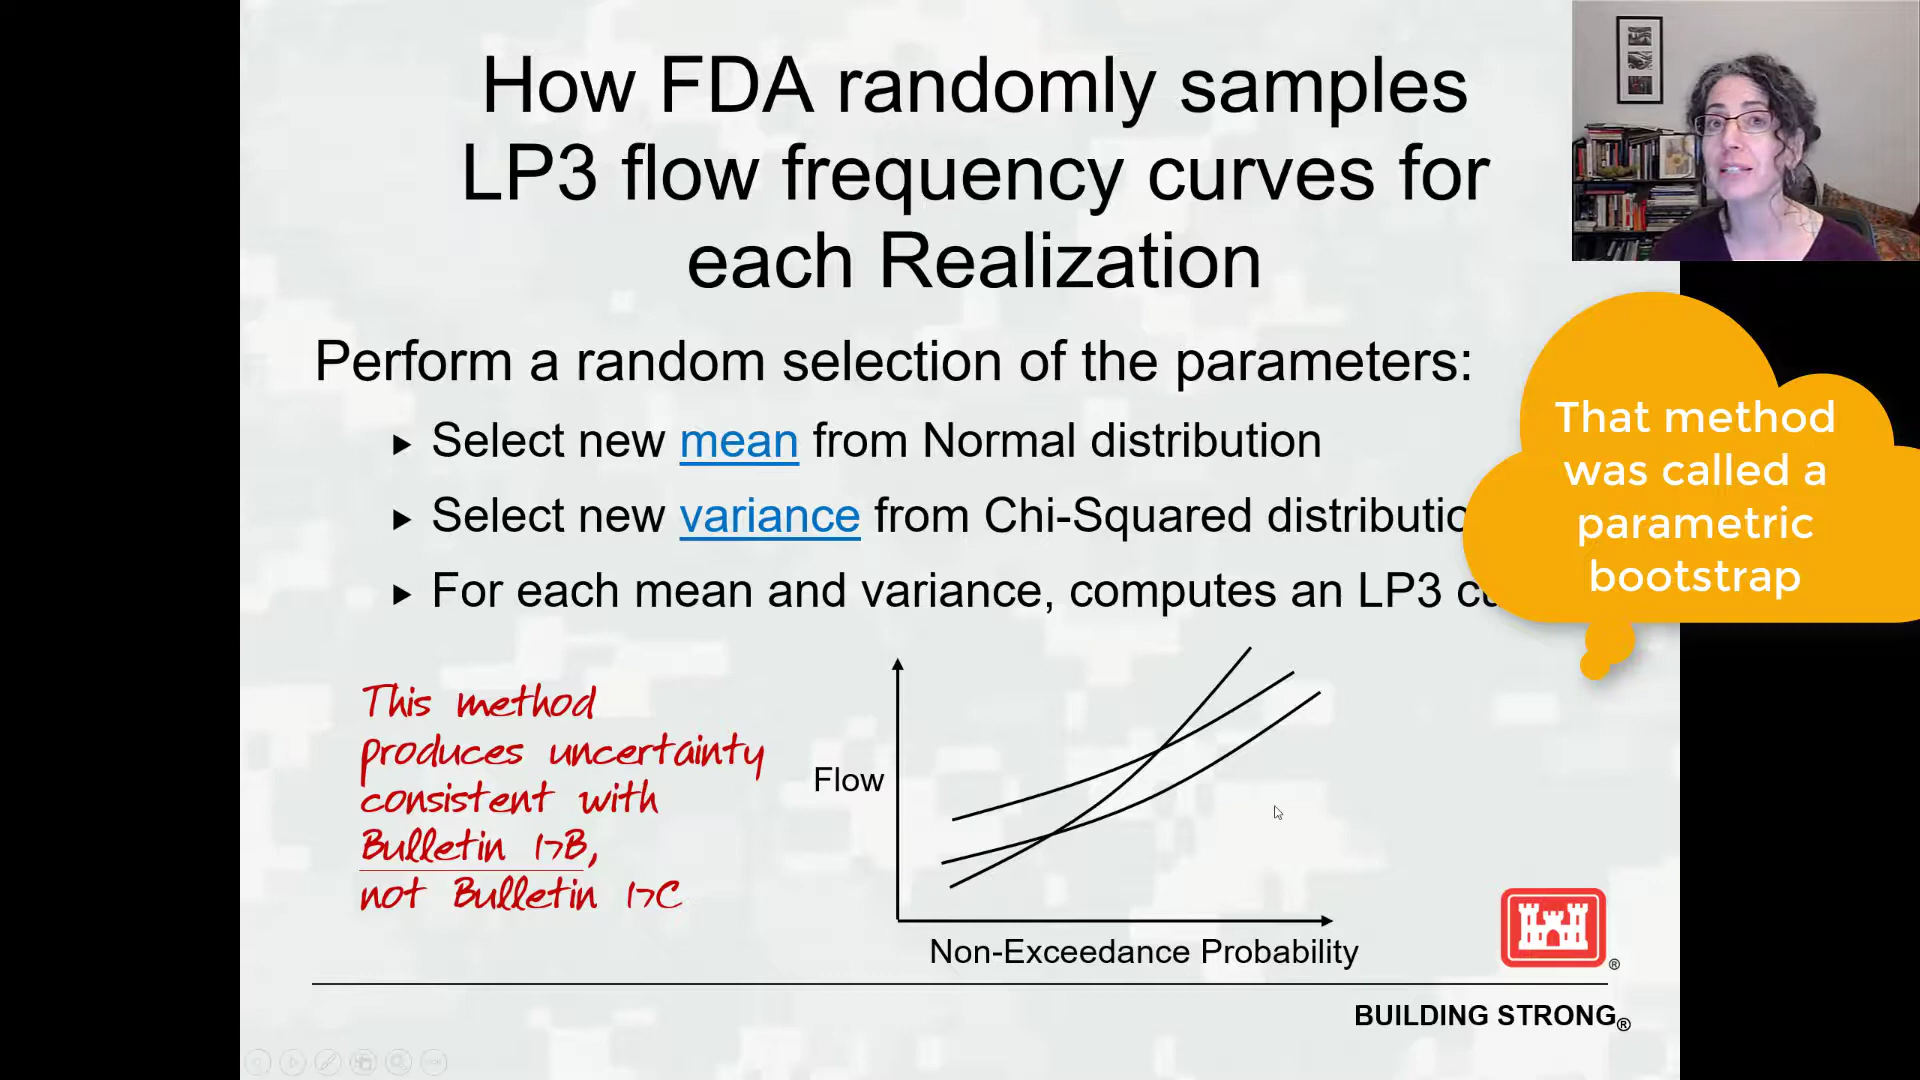 How FDA randomly samples
LP3 flow frequency curves for
each Realization
Perform a random selection of the parameters:
Select new mean from Normal distribution
Select new variance from Chi-Squared distributio
For each mean and variance, computes an LP3 cu
That method
was called a
parametric
bootstrap
This method
produces uncertainty
consistent with
Bulletin 17B,
not Bulletin 17C
Flow
Non-Exceedance Probability
®
BUILDING STRONG®